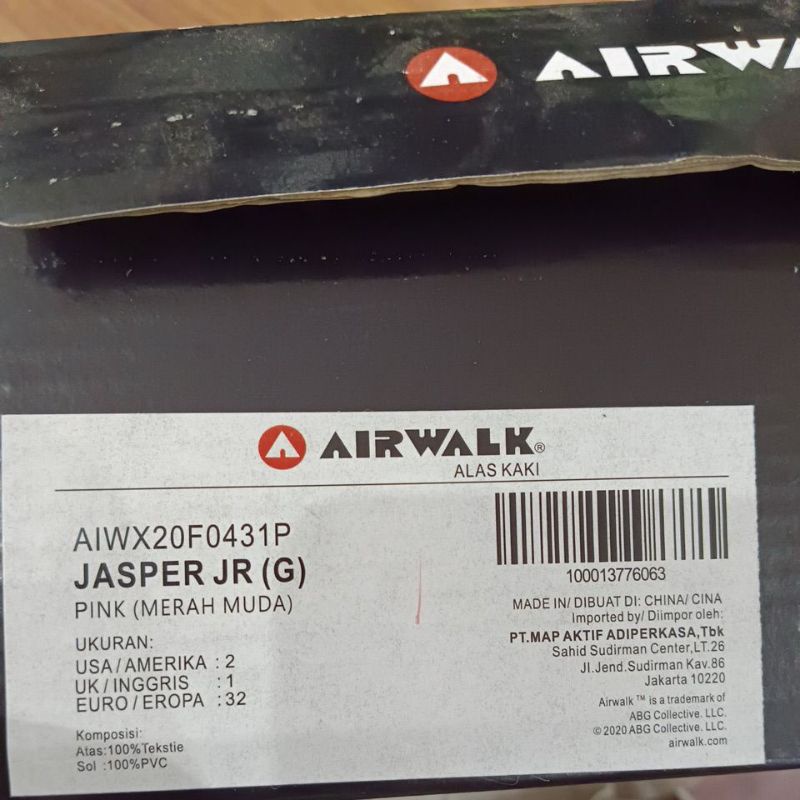 AIRWA
AIRWALK®
ALAS KAKI
AIWX20F0431P
JASPER JR (G)
PINK (MERAH MUDA)
UKURAN:
USA / AMERIKA : 2
UK / INGGRIS : 1
EURO / EROPA : 32
Komposisi:
Atas:100%Tekstie
Sol :100%PVC
100013776063
MADE IN/ DIBUAT DI: CHINA/ CINA
Imported by/ Diimpor oleh:
PT.MAP AKTIF ADIPERKASA,Tbk
Sahid Sudirman Center,LT.26
Jl.Jend.Sudirman Kav.86
Jakarta 10220
Airwalk ™ is a trademark of
ABG Collective. LLC.
© 2020 ABG Collective. LLC.
airwalk.com